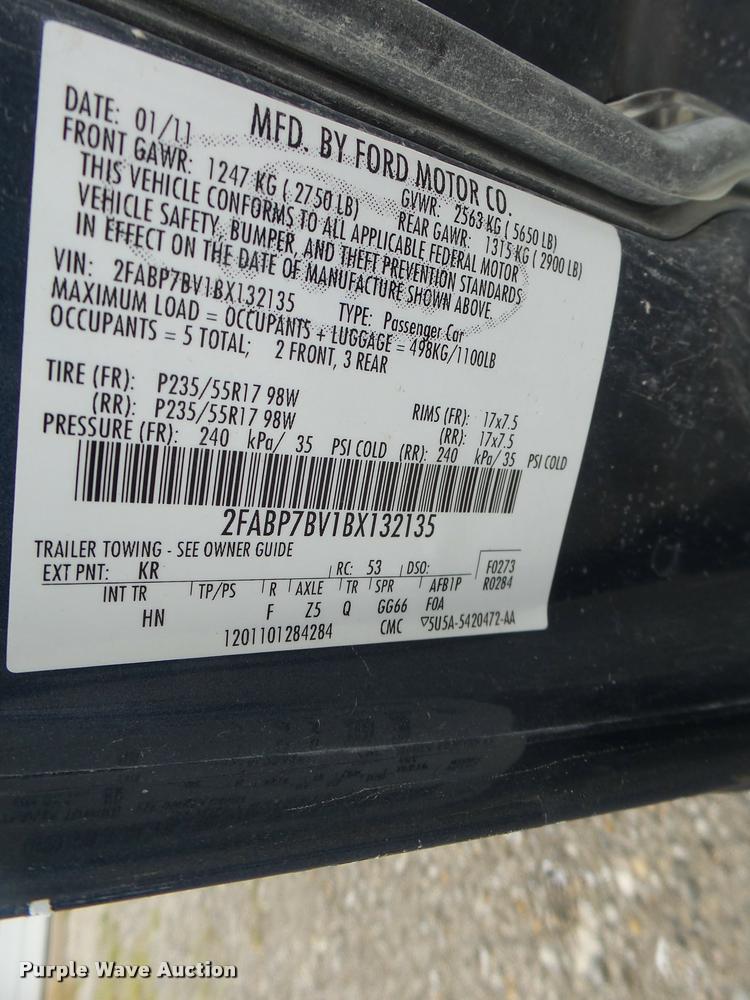 MFD. BY FORD MOTOR CO.
DATE: 01/11
GVWR: 2563 KG ( 5650 LB)
FRONT GAWR: 1247 KG ( 2750 LB)
REAR GAWR: 1315 KG ( 2900 LB)
THIS VEHICLE CONFORMS TO ALL APPLICABLE FEDERAL MOTOR
VEHICLE SAFETY, BUMPER, AND THEFT PREVENTION STANDARDS
IN EFFECT ON THE DATE OF MANUFACTURE SHOWN ABOVE.
VIN: 2FABP7BV1BX132135 TYPE: Passenger Car
MAXIMUM LOAD = OCCUPANTS + LUGGAGE = 498KG/1100LB
OCCUPANTS = 5 TOTAL; 2 FRONT, 3 REAR
TIRE (FR): P235/55R17 98W RIMS (FR): 17x7.5
(RR): P235/55R17 98W (RR): 17x7.5
PRESSURE (FR): 240 kPa/ 35 PSI COLD (RR): 240 kPa/ 35 PSI COLD
2FABP7BV1BX132135
TRAILER TOWING - SEE OWNER GUIDE
EXT PNT: KR RC: 53 DSO: F0273
INT TR TP/PS R AXLE TR SPR AFB1P R0284
HN F Z5 Q GG66 FOA
1201101284284 CMC ▽5U5A-5420472-AA
Purple Wave Auction